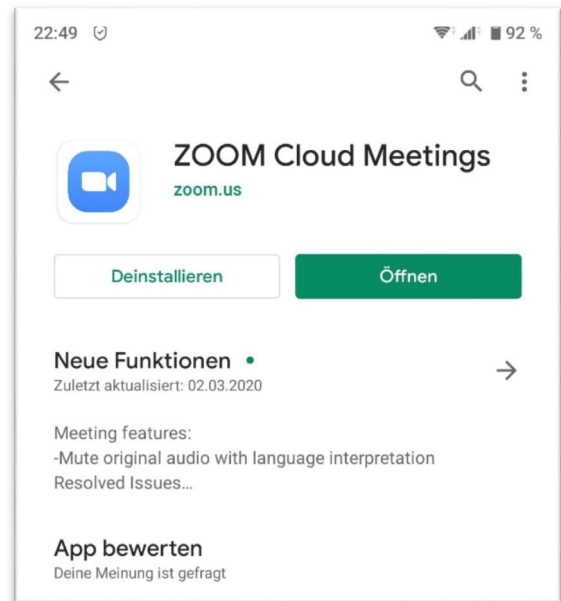 22:49 92 %
ZOOM Cloud Meetings
zoom.us
Deinstallieren Öffnen
Neue Funktionen
Zuletzt aktualisiert: 02.03.2020
Meeting features:
-Mute original audio with language interpretation
Resolved Issues...
App bewerten
Deine Meinung ist gefragt